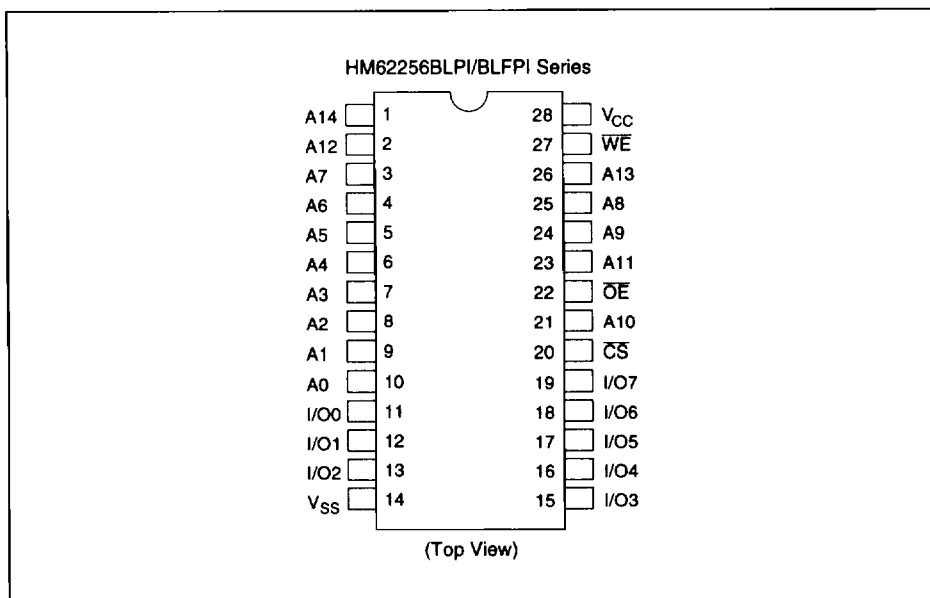 HM62256BLPI/BLFPI Series
A14 1 28 VCC
A12 2 27 W̅E̅
A7 3 26 A13
A6 4 25 A8
A5 5 24 A9
A4 6 23 A11
A3 7 22 O̅E̅
A2 8 21 A10
A1 9 20 C̅S̅
A0 10 19 I/O7
I/O0 11 18 I/O6
I/O1 12 17 I/O5
I/O2 13 16 I/O4
VSS 14 15 I/O3
(Top View)